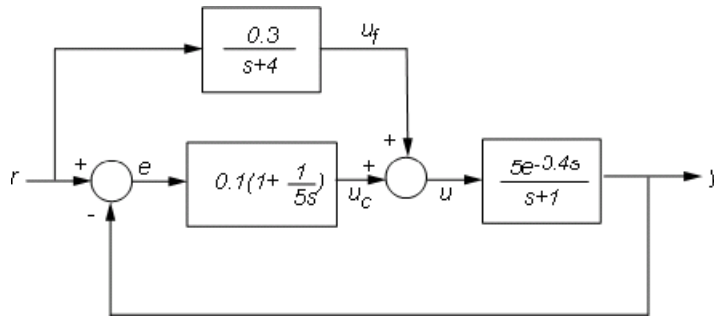 0.3
s+4
u_f
r
+
e
-
0.1(1+ 1/5s)
u_c
+
+
u
5e^-0.4s
s+1
y